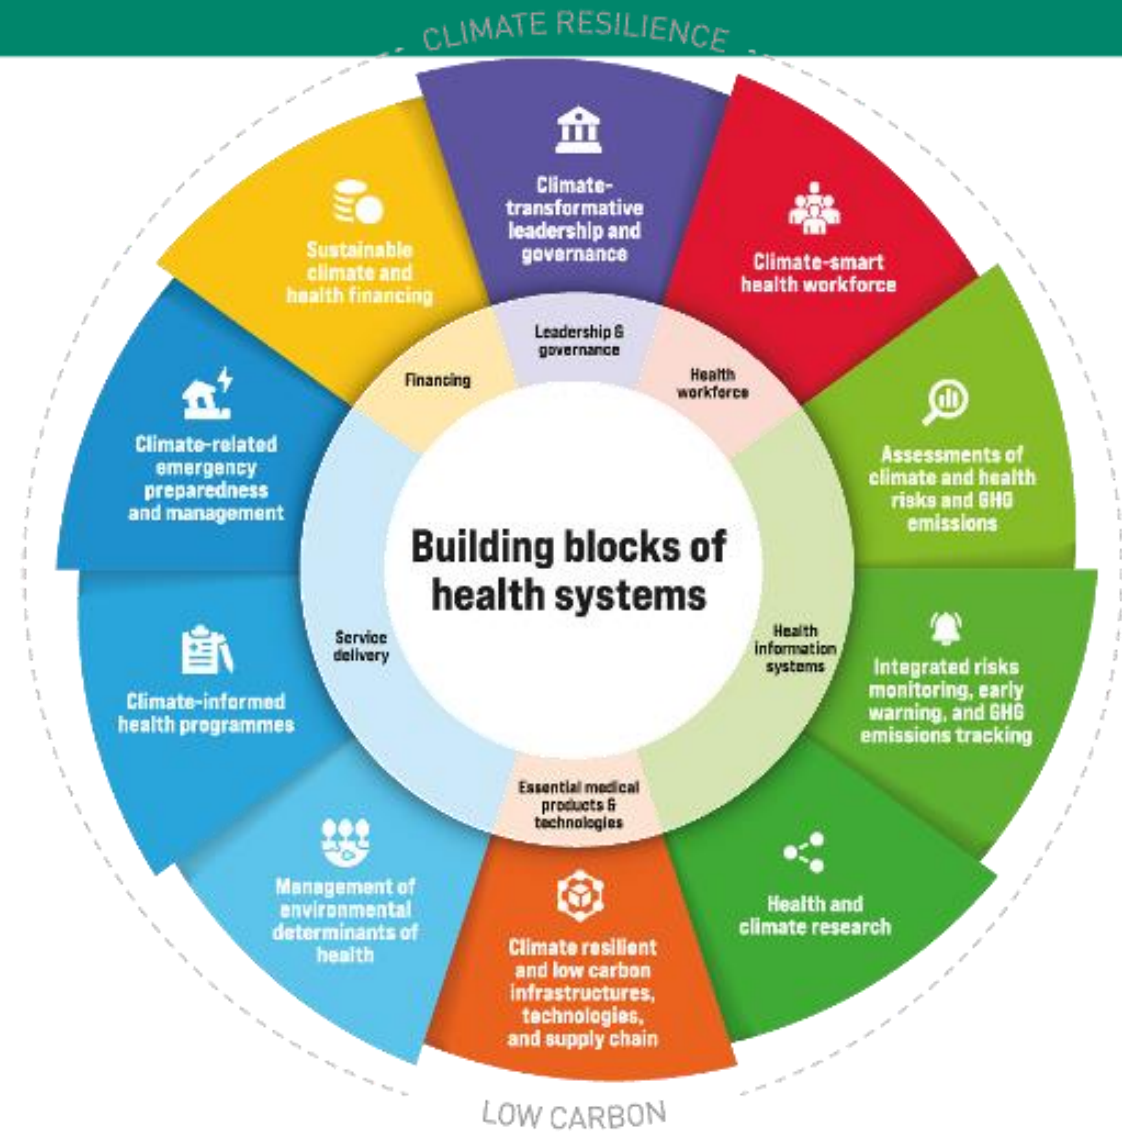 CLIMATE RESILIENCE
Climate-
transformative
leadership and
governance
Climate-smart
health workforce
Assessments of
climate and health
risks and GHG
emissions
Integrated risks
monitoring, early
warning, and GHG
emissions tracking
Health and
climate research
Climate resilient
and low carbon
infrastructures,
technologies,
and supply chain
Management of
environmental
determinants of
health
Climate-informed
health programmes
Climate-related
emergency
preparedness
and management
Sustainable
climate and
health financing
Leadership &
governance
Health
workforce
Health
information
systems
Essential medical
products &
technologies
Service
delivery
Financing
Building blocks of
health systems
LOW CARBON